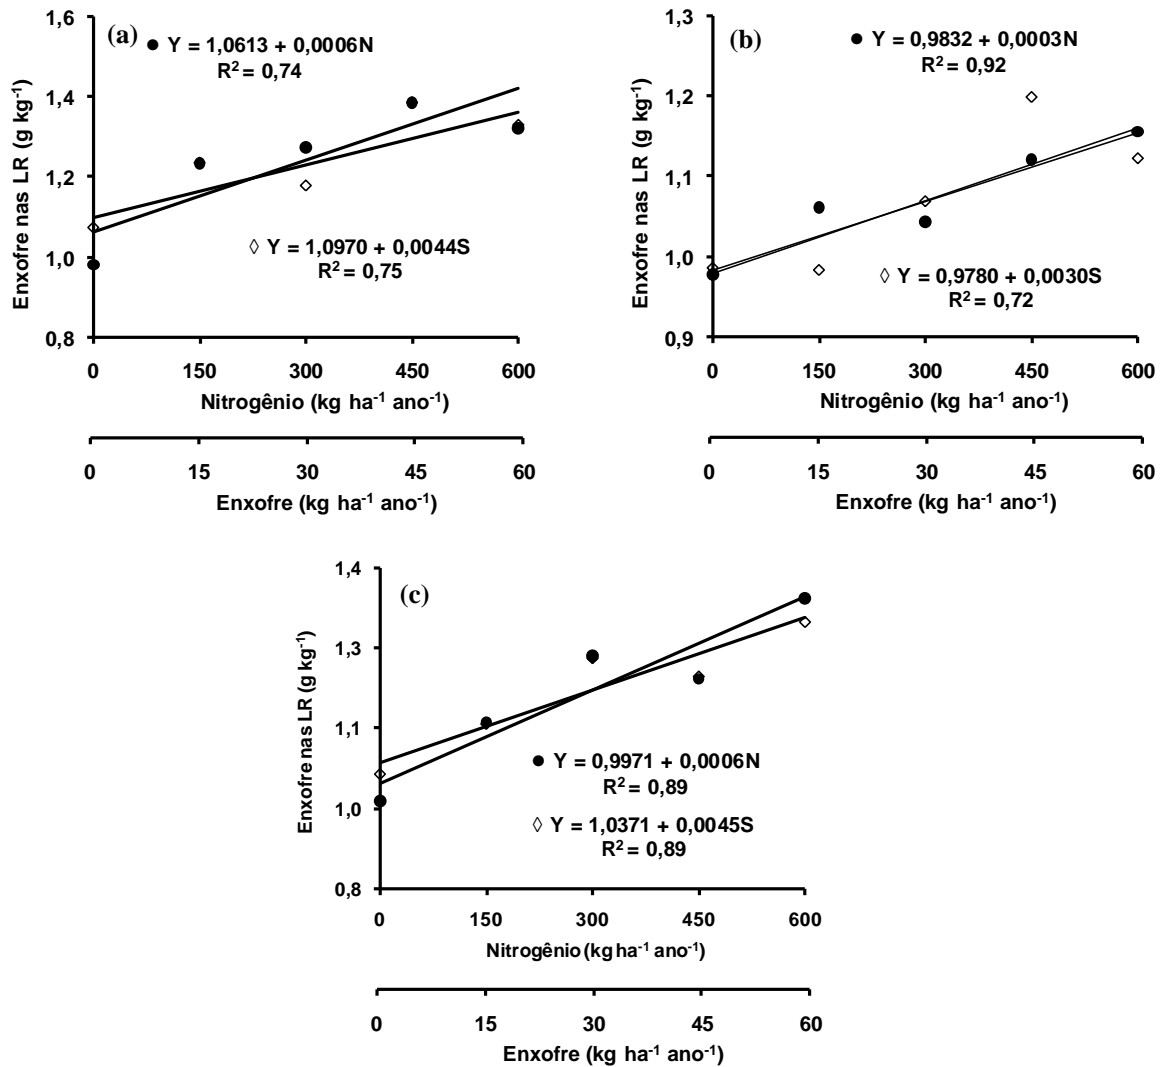 (a)
Y = 1,0613 + 0,0006N
R² = 0,74
Enxofre nas LR (g kg⁻¹)
1,6
1,4
1,2
1,0
0,8
Y = 1,0970 + 0,0044S
R² = 0,75
0 150 300 450 600
Nitrogênio (kg ha⁻¹ ano⁻¹)
0 15 30 45 60
Enxofre (kg ha⁻¹ ano⁻¹)
(b)
Y = 0,9832 + 0,0003N
R² = 0,92
Enxofre nas LR (g kg⁻¹)
1,3
1,2
1,1
1,0
0,9
Y = 0,9780 + 0,0030S
R² = 0,72
0 150 300 450 600
Nitrogênio (kg ha⁻¹ ano⁻¹)
0 15 30 45 60
Enxofre (kg ha⁻¹ ano⁻¹)
(c)
Enxofre nas LR (g kg⁻¹)
1,4
1,3
1,1
1,0
0,8
Y = 0,9971 + 0,0006N
R² = 0,89
Y = 1,0371 + 0,0045S
R² = 0,89
0 150 300 450 600
Nitrogênio (kg ha⁻¹ ano⁻¹)
0 15 30 45 60
Enxofre (kg ha⁻¹ ano⁻¹)